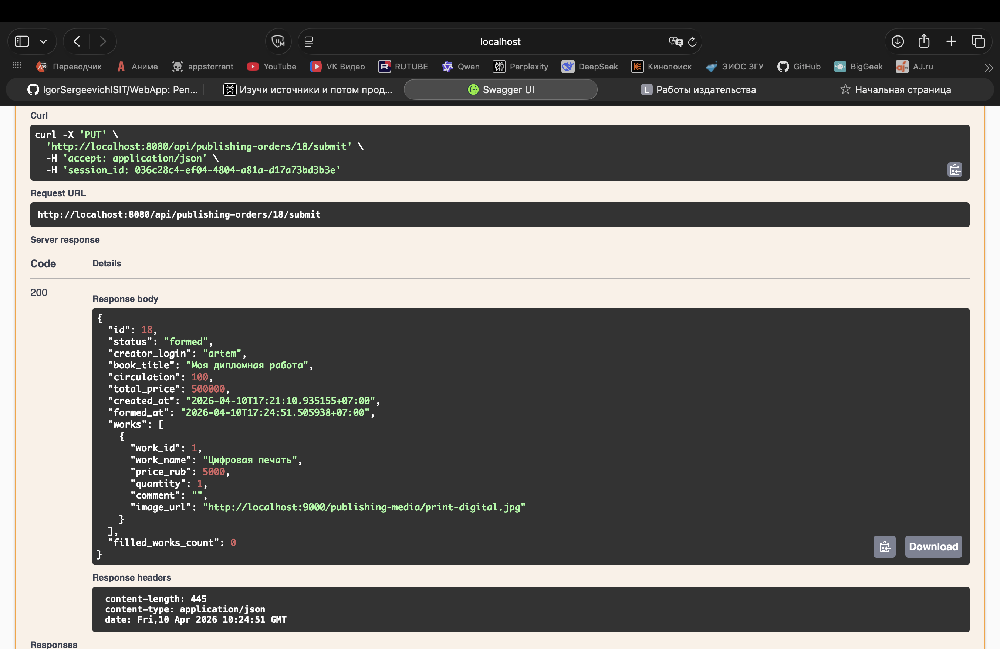 localhost
Переводчик
Аниме
appstorrent
YouTube
VK Видео
RUTUBE
Qwen
Perplexity
DeepSeek
Кинопоиск
ЭИОС ЗГУ
GitHub
BigGeek
AJ.ru
IgorSergeevichISIT/WebApp: Реп...
Изучи источники и потом прод...
Swagger UI
L Работы издательства
Начальная страница
Curl
curl -X 'PUT' \
'http://localhost:8080/api/publishing-orders/18/submit' \
-H 'accept: application/json' \
-H 'session_id: 036c28c4-ef04-4804-a81a-d17a73bd3b3e'
Request URL
http://localhost:8080/api/publishing-orders/18/submit
Server response
Code Details
200
Response body
{
"id": 18,
"status": "formed",
"creator_login": "artem",
"book_title": "Моя дипломная работа",
"circulation": 100,
"total_price": 500000,
"created_at": "2026-04-10T17:21:10.935155+07:00",
"formed_at": "2026-04-10T17:24:51.505938+07:00",
"works": [
{
"work_id": 1,
"work_name": "Цифровая печать",
"price_rub": 5000,
"quantity": 1,
"comment": "",
"image_url": "http://localhost:9000/publishing-media/print-digital.jpg"
}
],
"filled_works_count": 0
}
Download
Response headers
content-length: 445
content-type: application/json
date: Fri,10 Apr 2026 10:24:51 GMT
Responses